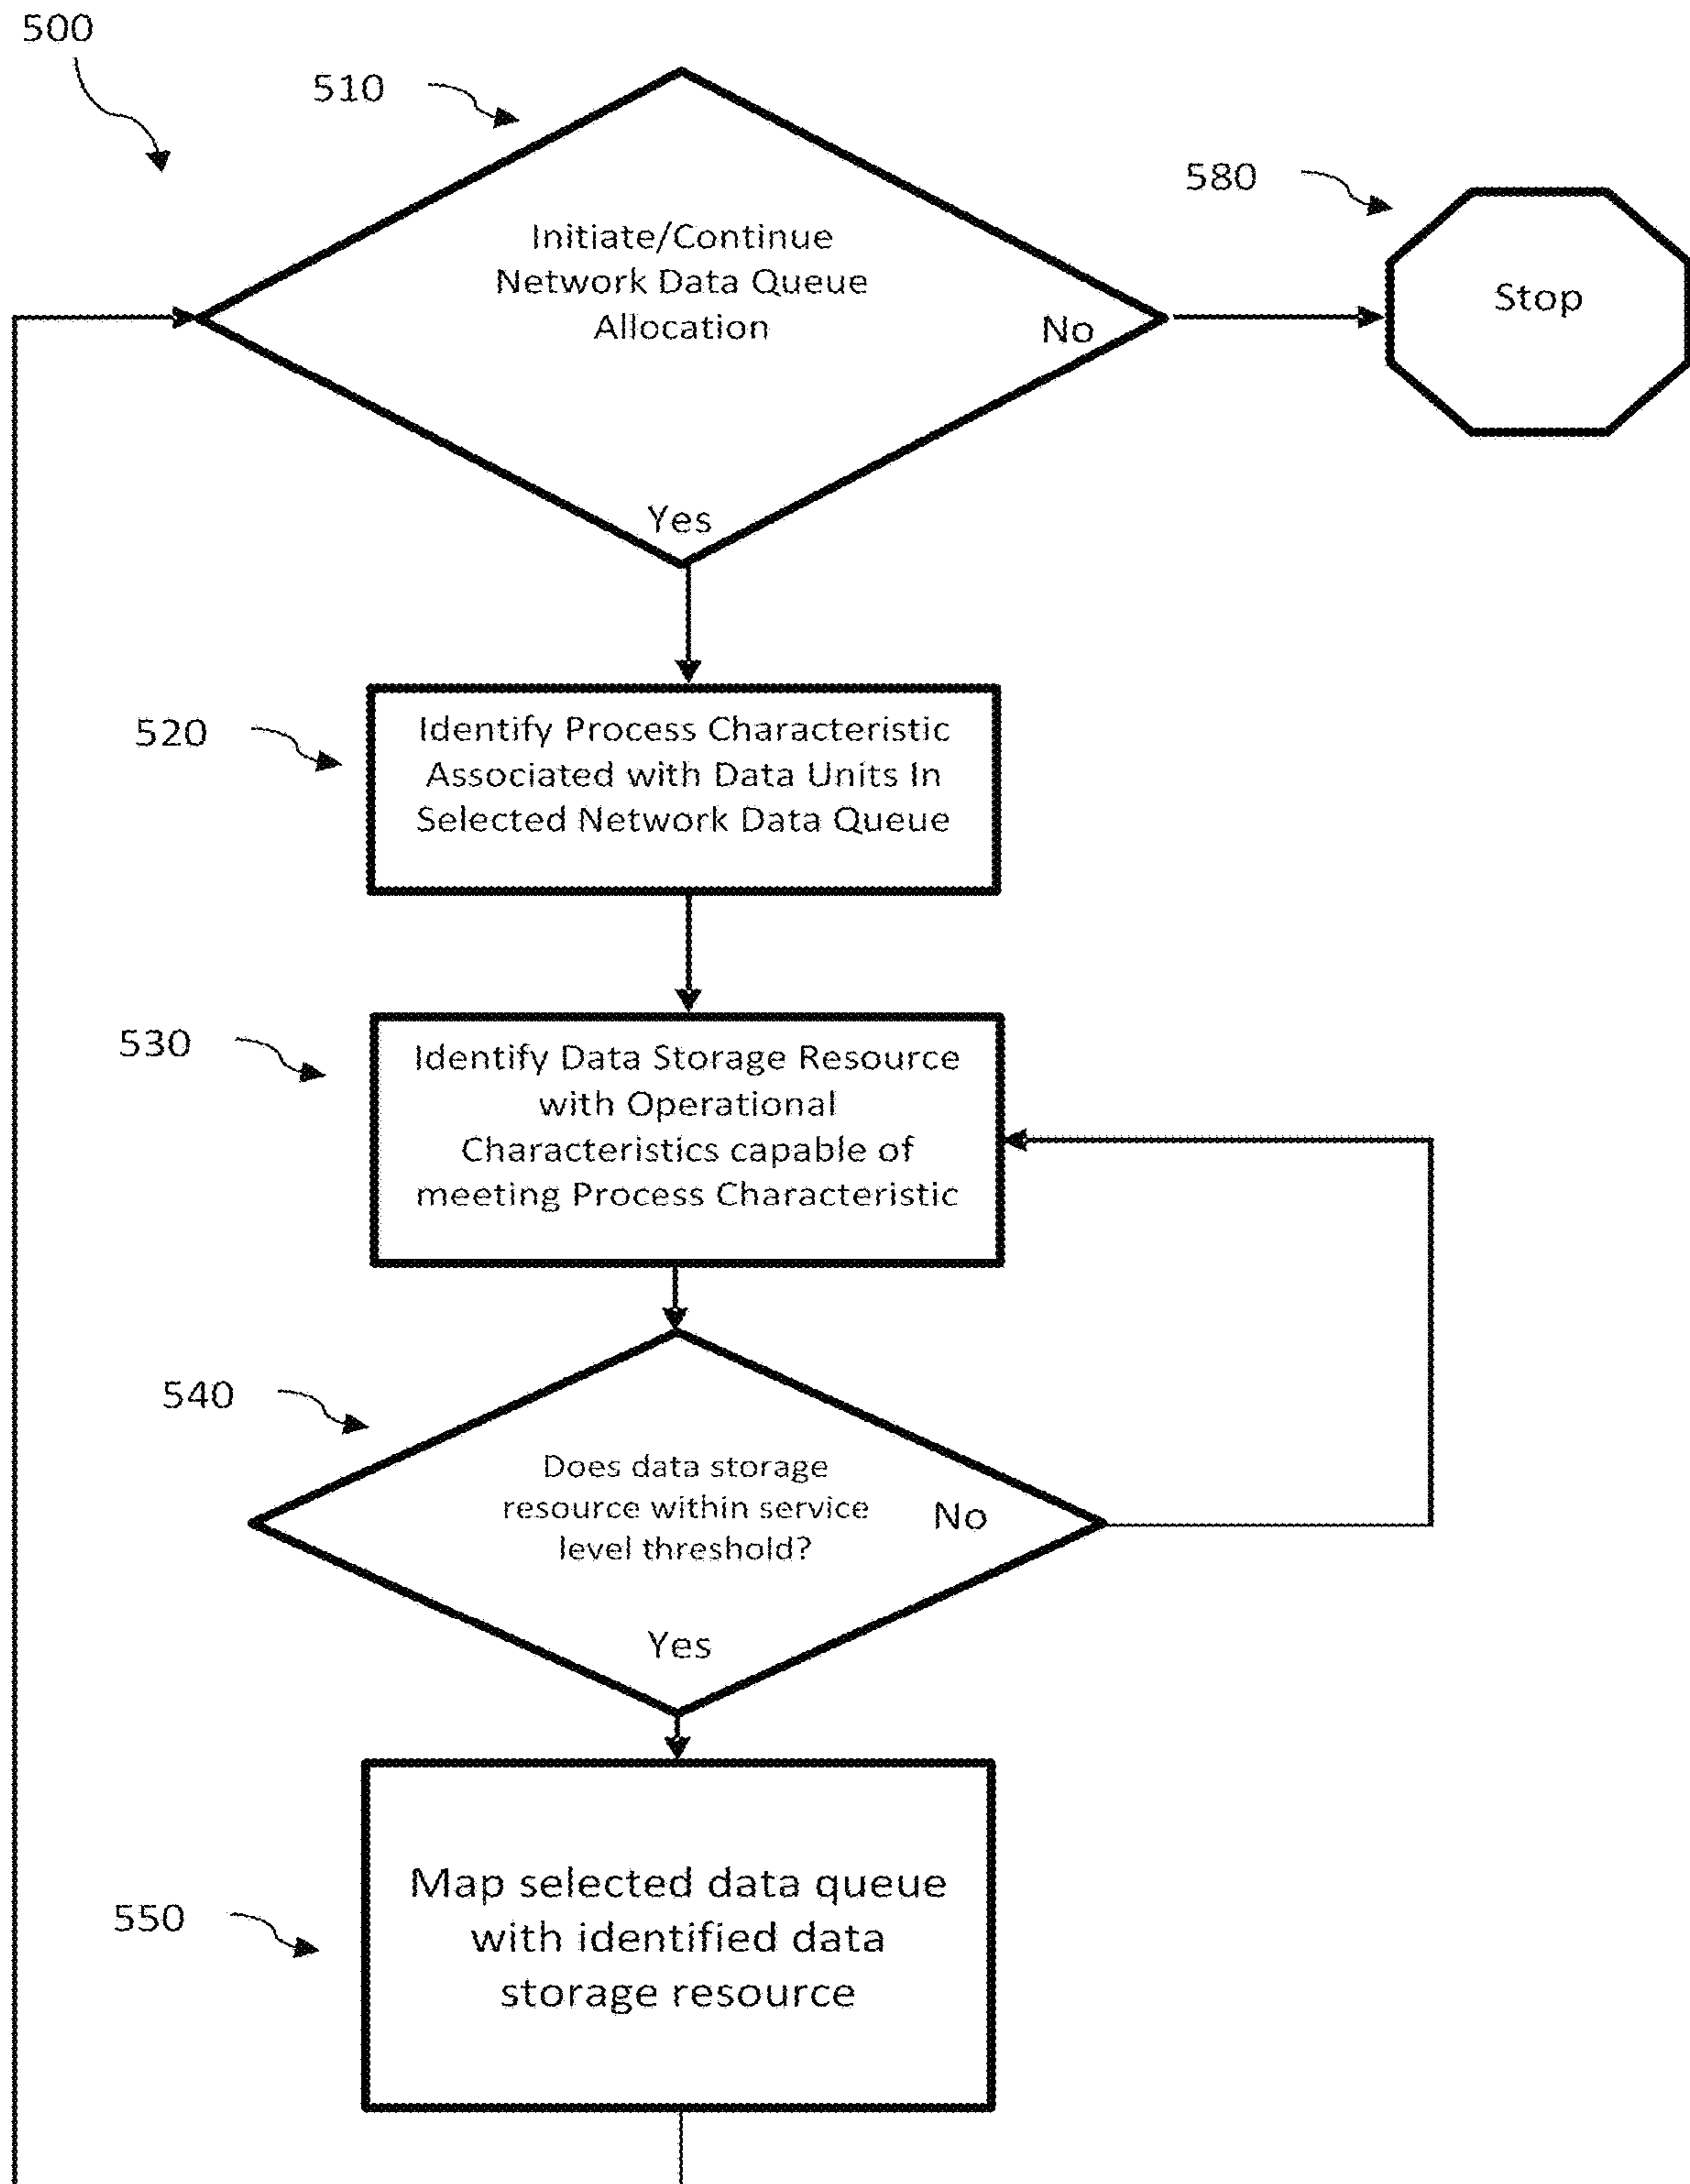 500
510
580
Initiate/Continue
Network Data Queue
Allocation
No
Stop
Yes
520
Identify Process Characteristic
Associated with Data Units In
Selected Network Data Queue
530
Identify Data Storage Resource
with Operational
Characteristics capable of
meeting Process Characteristic
540
Does data storage
resource within service
level threshold?
No
Yes
550
Map selected data queue
with identified data
storage resource